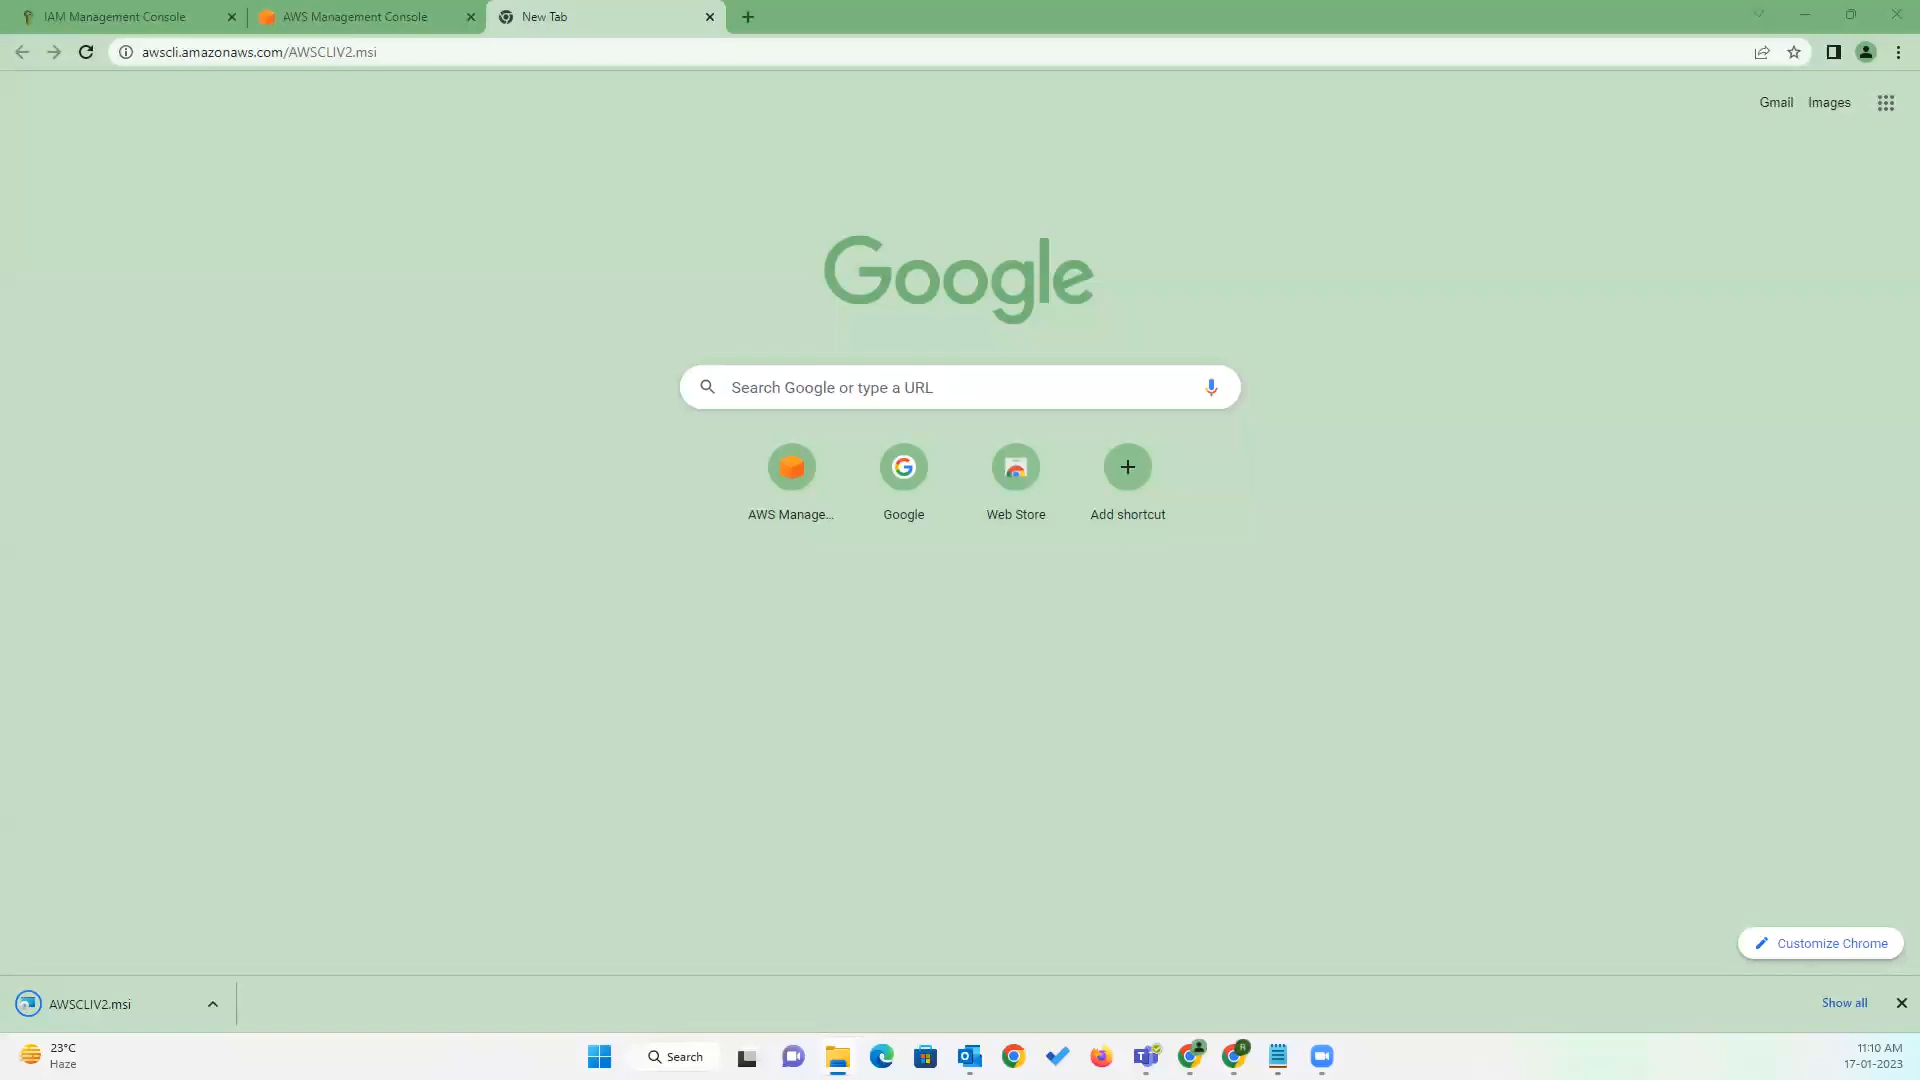 IAM Management Console
AWS Management Console
New Tab
awscli.amazonaws.com/AWSCLIV2.msi
Gmail
Images
Google
Search Google or type a URL
AWS Manage...
Google
Web Store
Add shortcut
Customize Chrome
AWSCLIV2.msi
Show all
23°C
Haze
Search
11:10 AM
17-01-2023